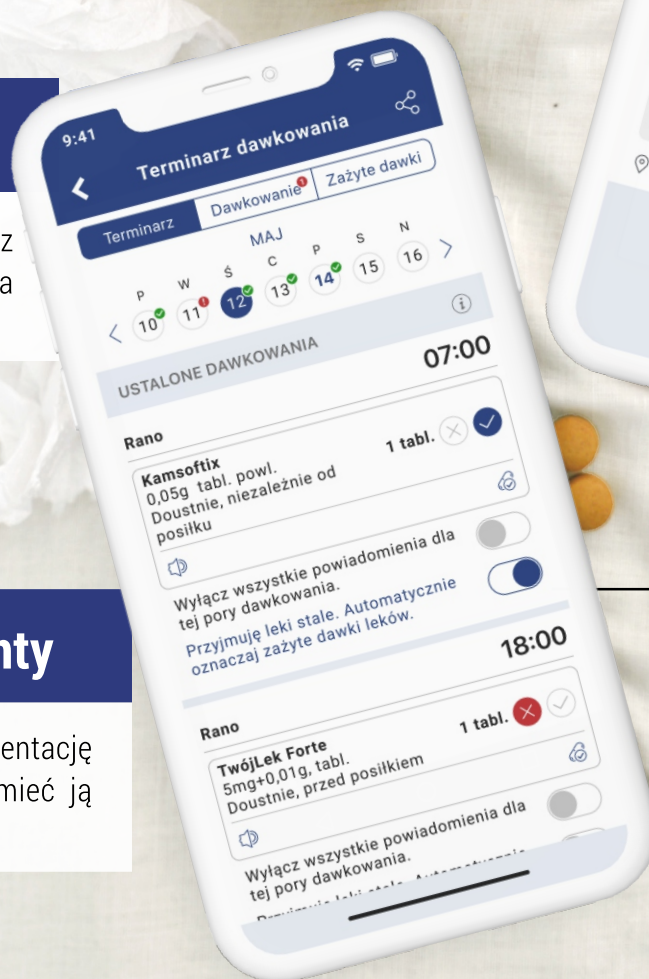 9:41
Terminarz dawkowania
Terminarz
Dawkowanie
Zażyte dawki
MAJ
P W Ś C P S N
10 11 12 13 14 15 16
USTALONE DAWKOWANIA
07:00
Rano
Kamsoftix
0,05g tabl. powl.
Doustnie, niezależnie od
posiłku
1 tabl.
Wyłącz wszystkie powiadomienia dla
tej pory dawkowania.
Przyjmuję leki stale. Automatycznie
oznaczaj zażyte dawki leków.
18:00
Rano
TwójLek Forte
5mg+0,01g, tabl.
Doustnie, przed posiłkiem
1 tabl.
Wyłącz wszystkie powiadomienia dla
tej pory dawkowania.
z
a
nty
entację
mieć ją